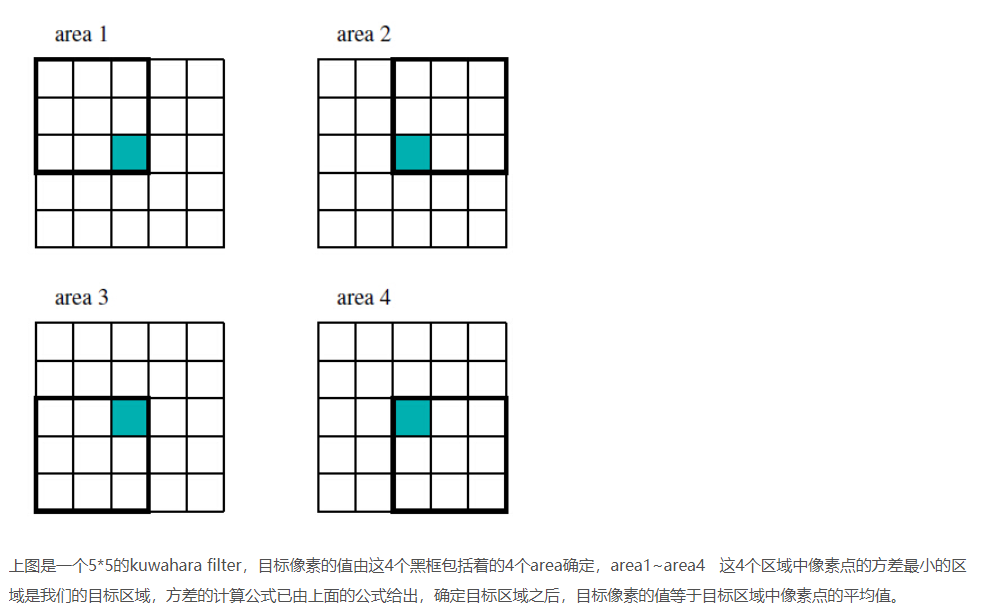 area 1
area 2
area 3
area 4
上图是一个5*5的kuwahara filter，目标像素的值由这4个黑框包括着的4个area确定，area1~area4 这4个区域中像素点的方差最小的区
域是我们的目标区域，方差的计算公式已由上面的公式给出，确定目标区域之后，目标像素的值等于目标区域中像素点的平均值。